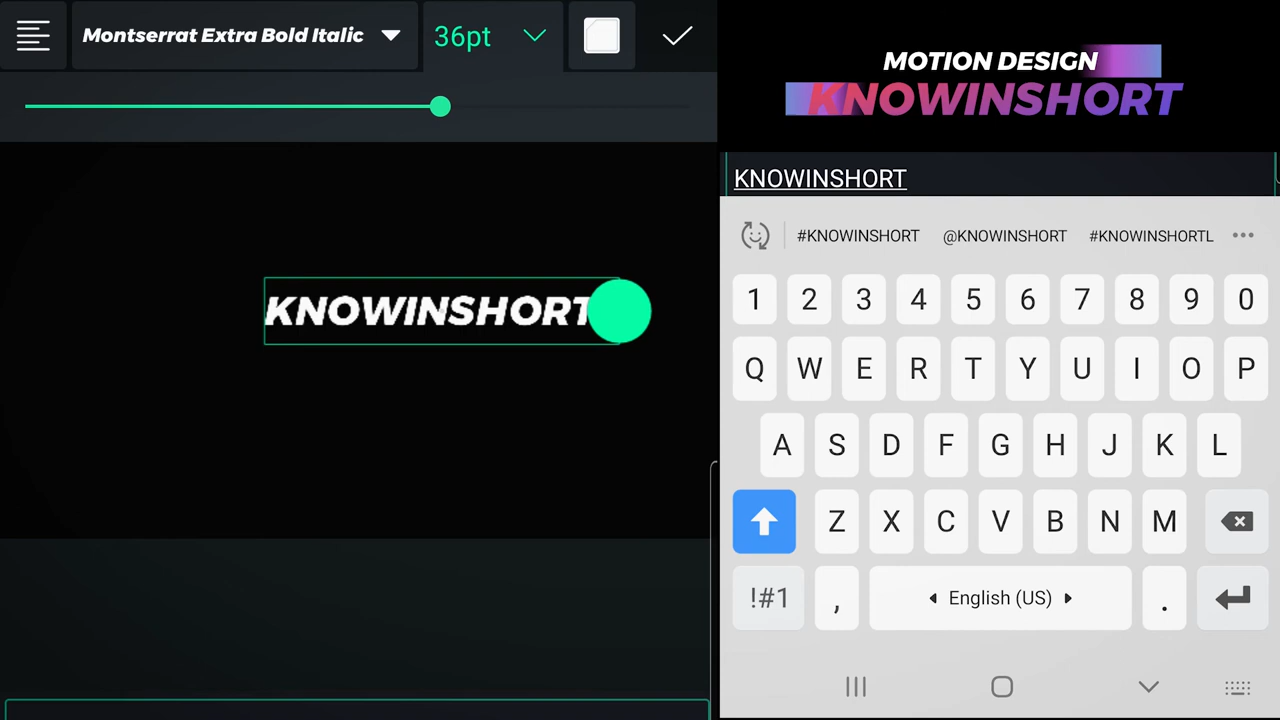 Montserrat Extra Bold Italic
36pt
KNOWINSHORT
MOTION DESIGN
KNOWINSHORT
KNOWINSHORT
#KNOWINSHORT @KNOWINSHORT #KNOWINSHORTL
1 2 3 4 5 6 7 8 9 0
Q W E R T Y U I O P
A S D F G H J K L
Z X C V B N M
!#1 , English (US) .